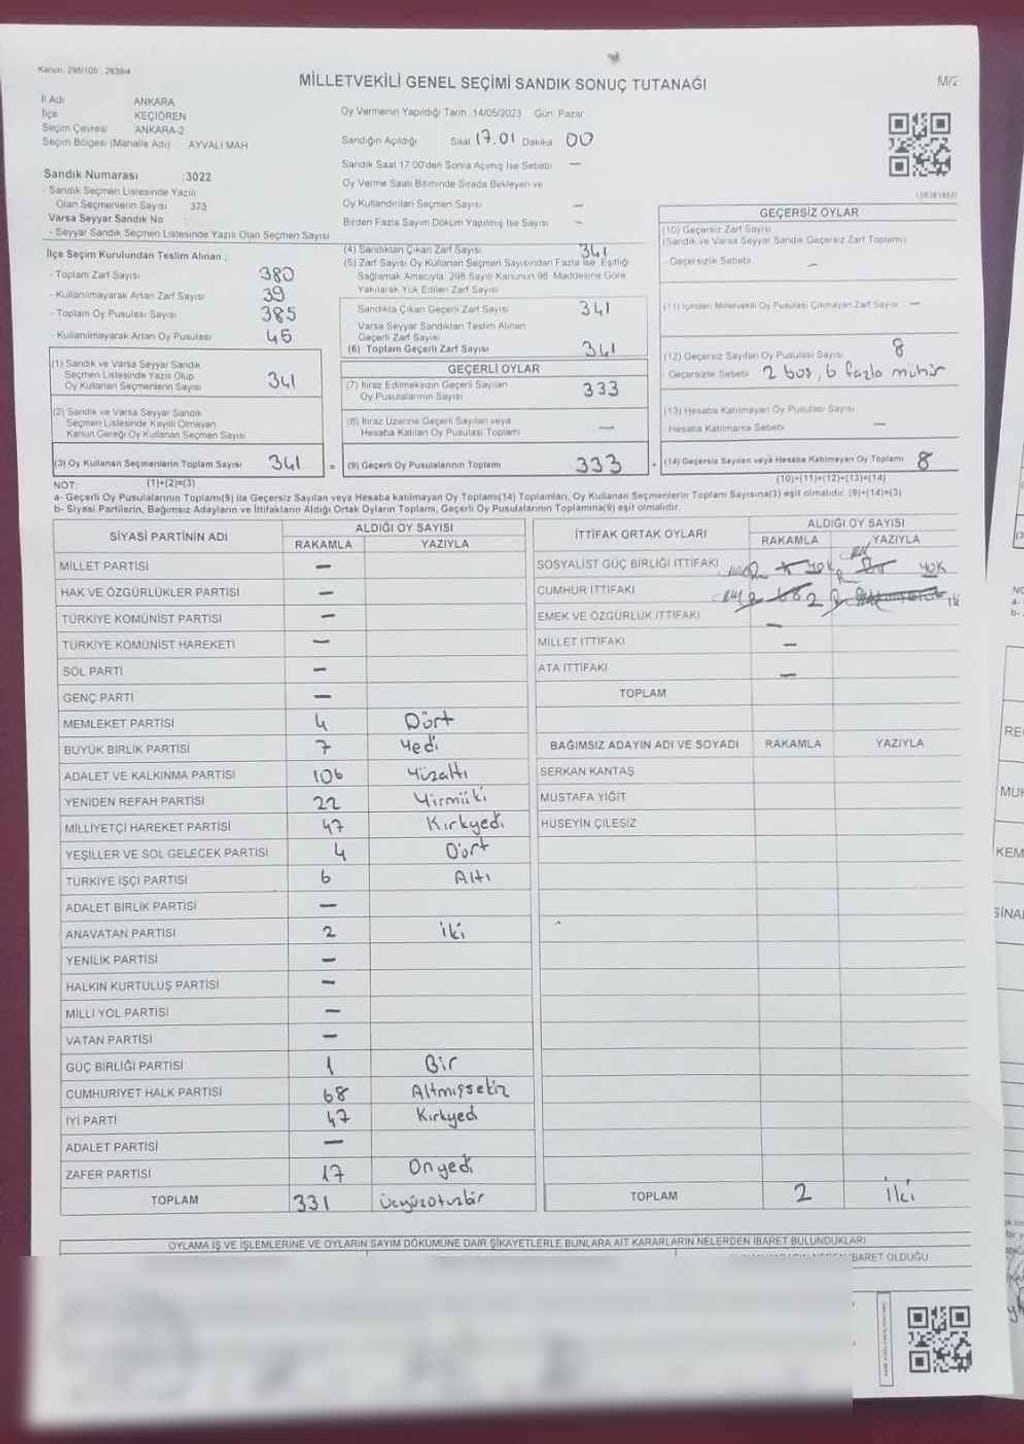 Kanun: 298/105 - 2839/4
MİLLETVEKİLİ GENEL SEÇİMİ SANDIK SONUÇ TUTANAĞI
M/2
İl Adı ANKARA
İlçe KEÇİÖREN
Seçim Çevresi ANKARA-2
Seçim Bölgesi (Mahalle Adı) AYVALI MAH
Oy Vermenin Yapıldığı Tarih :14/05/2023 Gün: Pazar
Sandığın Açıldığı Saat 17.01 Dakika 00
Sandık Saat 17.00'den Sonra Açılmış İse Sebebi —
Sandık Numarası :3022
- Sandık Seçmen Listesinde Yazılı
Olan Seçmenlerin Sayısı 373
Varsa Seyyar Sandık No
- Seyyar Sandık Seçmen Listesinde Yazılı Olan Seçmen Sayısı
Oy Verme Saati Bitiminde Sırada Bekleyen ve
Oy Kullandırılan Seçmen Sayısı —
Birden Fazla Sayım Döküm Yapılmış İse Sayısı —
İlçe Seçim Kurulundan Teslim Alınan ;
- Toplam Zarf Sayısı 380
- Kullanılmayarak Artan Zarf Sayısı 39
- Toplam Oy Pusulası Sayısı 385
- Kullanılmayarak Artan Oy Pusulası 45
(1) Sandık ve Varsa Seyyar Sandık
Seçmen Listesinde Yazılı Olup
Oy Kullanan Seçmenlerin Sayısı 341
(2) Sandık ve Varsa Seyyar Sandık
Seçmen Listesinde Kayıtlı Olmayan
Kanun Gereği Oy Kullanan Seçmen Sayısı
(3) Oy Kullanan Seçmenlerin Toplam Sayısı 341 =
(4) Sandıktan Çıkan Zarf Sayısı 341
(5) Zarf Sayısı Oy Kullanan Seçmen Sayısından Fazla İse Eşitliği
Sağlamak Amacıyla, 298 Sayılı Kanunun 98. Maddesine Göre
Yakılarak Yok Edilen Zarf Sayısı
Sandıkta Çıkan Geçerli Zarf Sayısı 341
Varsa Seyyar Sandıktan Teslim Alınan
Geçerli Zarf Sayısı
(6) Toplam Geçerli Zarf Sayısı 341
GEÇERLİ OYLAR
(7) İtiraz Edilmeksizin Geçerli Sayılan
Oy Pusulalarının Sayısı 333
(8) İtiraz Üzerine Geçerli Sayılan veya
Hesaba Katılan Oy Pusulası Toplamı —
(9) Geçerli Oy Pusulalarının Toplamı 333 +
GEÇERSİZ OYLAR
(10) Geçersiz Zarf Sayısı
(Sandık ve Varsa Seyyar Sandık Geçersiz Zarf Toplamı)
- Geçersizlik Sebebi —
(11) İçinden Milletvekili Oy Pusulası Çıkmayan Zarf Sayısı —
(12) Geçersiz Sayılan Oy Pusulası Sayısı 8
Geçersizlik Sebebi 2 boş, 6 fazla mühür
(13) Hesaba Katılmayan Oy Pusulası Sayısı
Hesaba Katılmama Sebebi —
(14) Geçersiz Sayılan veya Hesaba Katılmayan Oy Toplamı 8
NOT: (1)+(2)=(3) (10)+(11)+(12)+(13)=(14)
a- Geçerli Oy Pusulalarının Toplamı(9) ile Geçersiz Sayılan veya Hesaba katılmayan Oy Toplamı(14) Toplamları, Oy Kullanan Seçmenlerin Toplam Sayısına(3) eşit olmalıdır. (9)+(14)=(3)
b- Siyasi Partilerin, Bağımsız Adayların ve İttifakların Aldığı Ortak Oyların Toplamı, Geçerli Oy Pusulalarının Toplamına(9) eşit olmalıdır.
SİYASİ PARTİNİN ADI ALDIĞI OY SAYISI
RAKAMLA YAZIYLA
MİLLET PARTİSİ —
HAK VE ÖZGÜRLÜKLER PARTİSİ —
TÜRKİYE KOMÜNİST PARTİSİ —
TÜRKİYE KOMÜNİST HAREKETİ —
SOL PARTİ —
GENÇ PARTİ —
MEMLEKET PARTİSİ 4 Dört
BÜYÜK BİRLİK PARTİSİ 7 Yedi
ADALET VE KALKINMA PARTİSİ 106 Yüzaltı
YENİDEN REFAH PARTİSİ 22 Yirmiiki
MİLLİYETÇİ HAREKET PARTİSİ 47 Kırkyedi
YEŞİLLER VE SOL GELECEK PARTİSİ 4 Dört
TÜRKİYE İŞÇİ PARTİSİ 6 Altı
ADALET BİRLİK PARTİSİ —
ANAVATAN PARTİSİ 2 iki
YENİLİK PARTİSİ —
HALKIN KURTULUŞ PARTİSİ —
MİLLİ YOL PARTİSİ —
VATAN PARTİSİ —
GÜÇ BİRLİĞİ PARTİSİ 1 Bir
CUMHURİYET HALK PARTİSİ 68 Altmışsekiz
İYİ PARTİ 47 Kırkyedi
ADALET PARTİSİ —
ZAFER PARTİSİ 17 Onyedi
TOPLAM 331 üçyüzotuzbir
İTTİFAK ORTAK OYLARI ALDIĞI OY SAYISI
RAKAMLA YAZIYLA
SOSYALİST GÜÇ BİRLİĞİ İTTİFAKI YOK
CUMHUR İTTİFAKI 2
EMEK VE ÖZGÜRLÜK İTTİFAKI —
MİLLET İTTİFAKI —
ATA İTTİFAKI —
TOPLAM
BAĞIMSIZ ADAYIN ADI VE SOYADI RAKAMLA YAZIYLA
SERKAN KANTAŞ
MUSTAFA YİĞİT
HÜSEYİN ÇİLESİZ
TOPLAM 2 iki
OYLAMA İŞ VE İŞLEMLERİNE VE OYLARIN SAYIM DÖKÜMÜNE DAİR ŞİKAYETLERLE BUNLARA AİT KARARLARIN NELERDEN İBARET BULUNDUKLARI
İBARET OLDUĞU